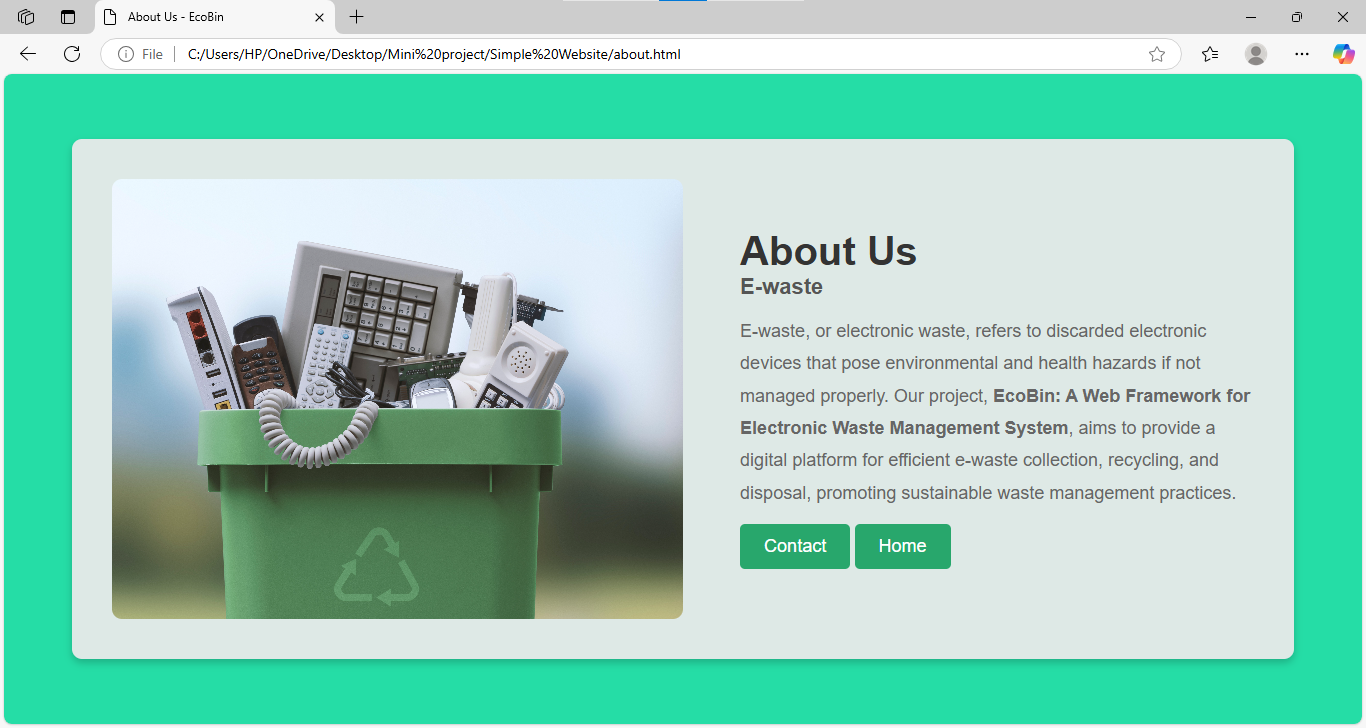 About Us - EcoBin
File
C:/Users/HP/OneDrive/Desktop/Mini%20project/Simple%20Website/about.html
About Us
E-waste
E-waste, or electronic waste, refers to discarded electronic
devices that pose environmental and health hazards if not
managed properly. Our project, EcoBin: A Web Framework for
Electronic Waste Management System, aims to provide a
digital platform for efficient e-waste collection, recycling, and
disposal, promoting sustainable waste management practices.
Contact Home